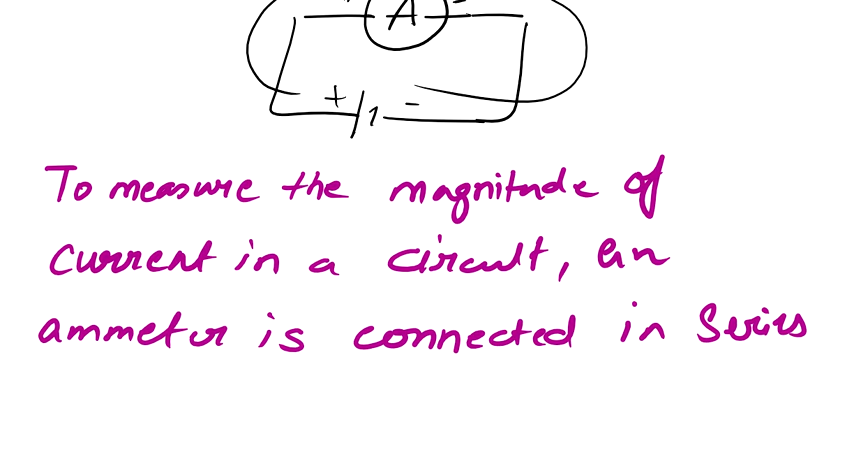 A
+ -
To measure the magnitude of
current in a circuit, an
ammeter is connected in Series